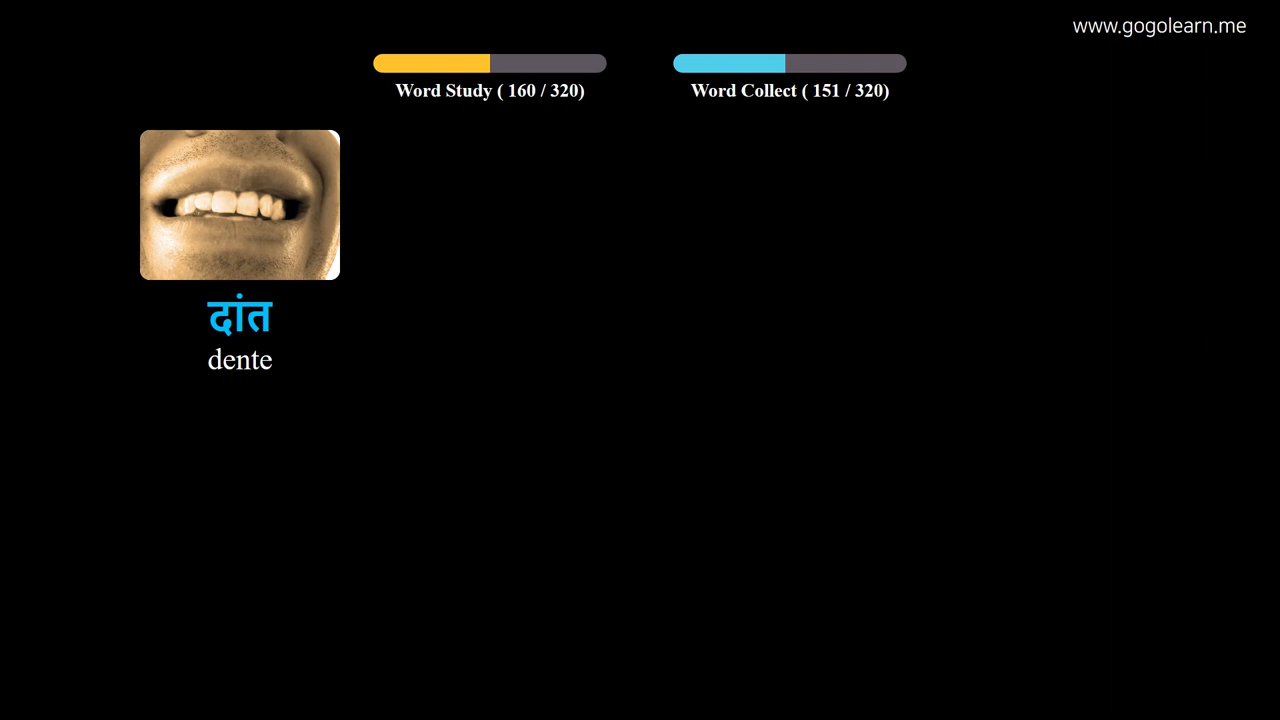 www.gogolearn.me
Word Study ( 160 / 320)
Word Collect ( 151 / 320)
दांत
dente